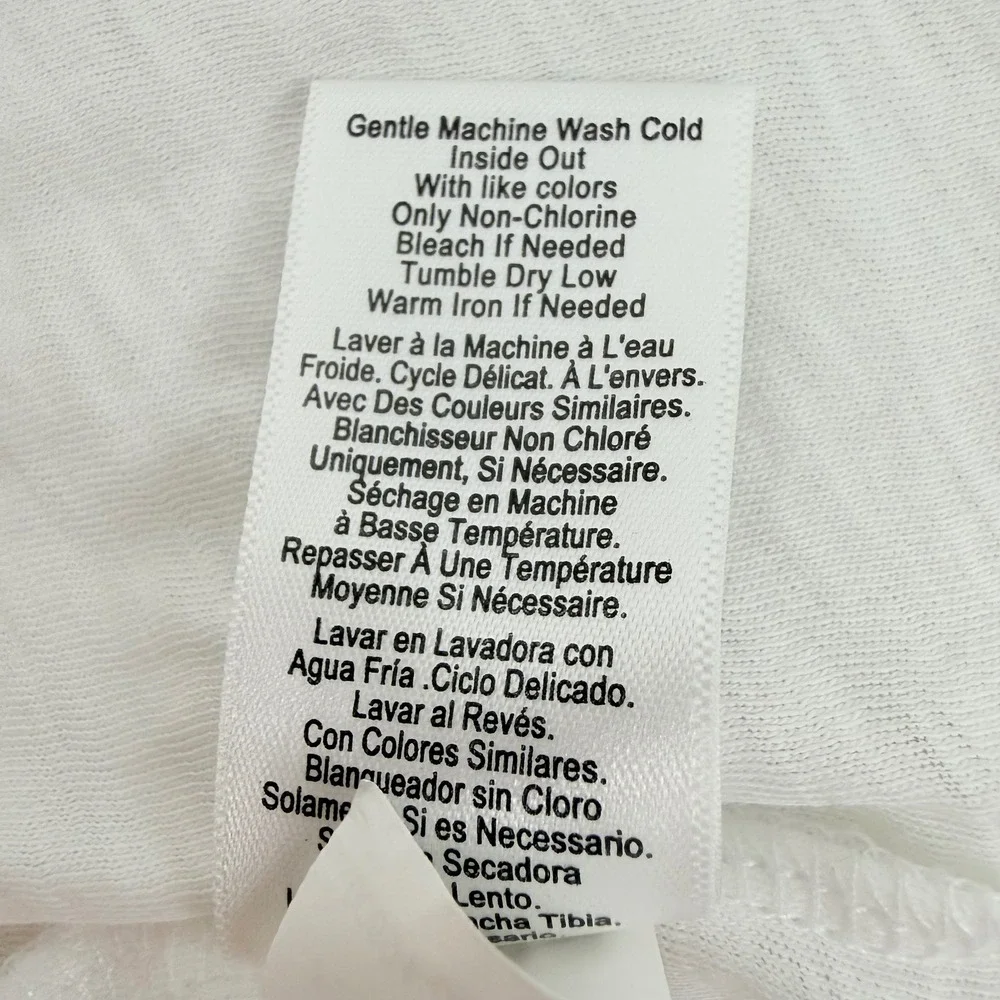 Gentle Machine Wash Cold
Inside Out
With like colors
Only Non-Chlorine
Bleach If Needed
Tumble Dry Low
Warm Iron If Needed
Laver à la Machine à L'eau
Froide. Cycle Délicat. À L'envers.
Avec Des Couleurs Similaires.
Blanchisseur Non Chloré
Uniquement, Si Nécessaire.
Séchage en Machine
à Basse Température.
Repasser À Une Température
Moyenne Si Nécessaire.
Lavar en Lavadora con
Agua Fría .Ciclo Delicado.
Lavar al Revés.
Con Colores Similares.
Blanqueador sin Cloro
Si es Necessario.
Secadora
Lento.
Tibia.